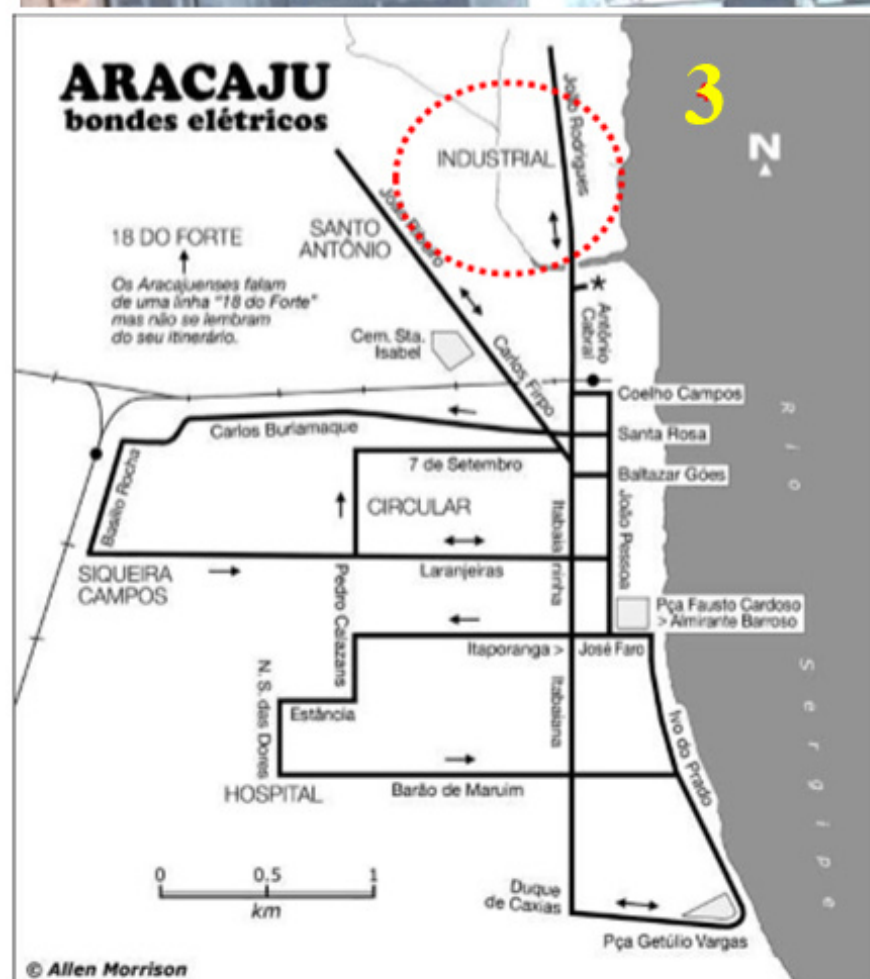 ARACAJU
bondes elétricos
3
N
João Rodrigues
INDUSTRIAL
João Ribeiro
SANTO
ANTÔNIO
18 DO FORTE
Os Aracajuenses falam
de uma linha "18 do Forte"
mas não se lembram
do seu itinerário.
Cem. Sta.
Isabel
Antônio
Cabral
*
Carlos Firpo
Coelho Campos
Carlos Burlamaque
Santa Rosa
7 de Setembro
Baltazar Góes
Basilio Rocha
CIRCULAR
Itabaianinha
João Pessoa
Rio Sergipe
Laranjeiras
SIQUEIRA
CAMPOS
Pedro Calazans
Pça Fausto Cardoso
> Almirante Barroso
Itaporanga >
José Faro
N. S. das Dores
Estância
Itabaiana
Ivo do Prado
HOSPITAL
Barão de Maruim
0 0.5 1
km
Duque
de Caxias
Pça Getúlio Vargas
© Allen Morrison